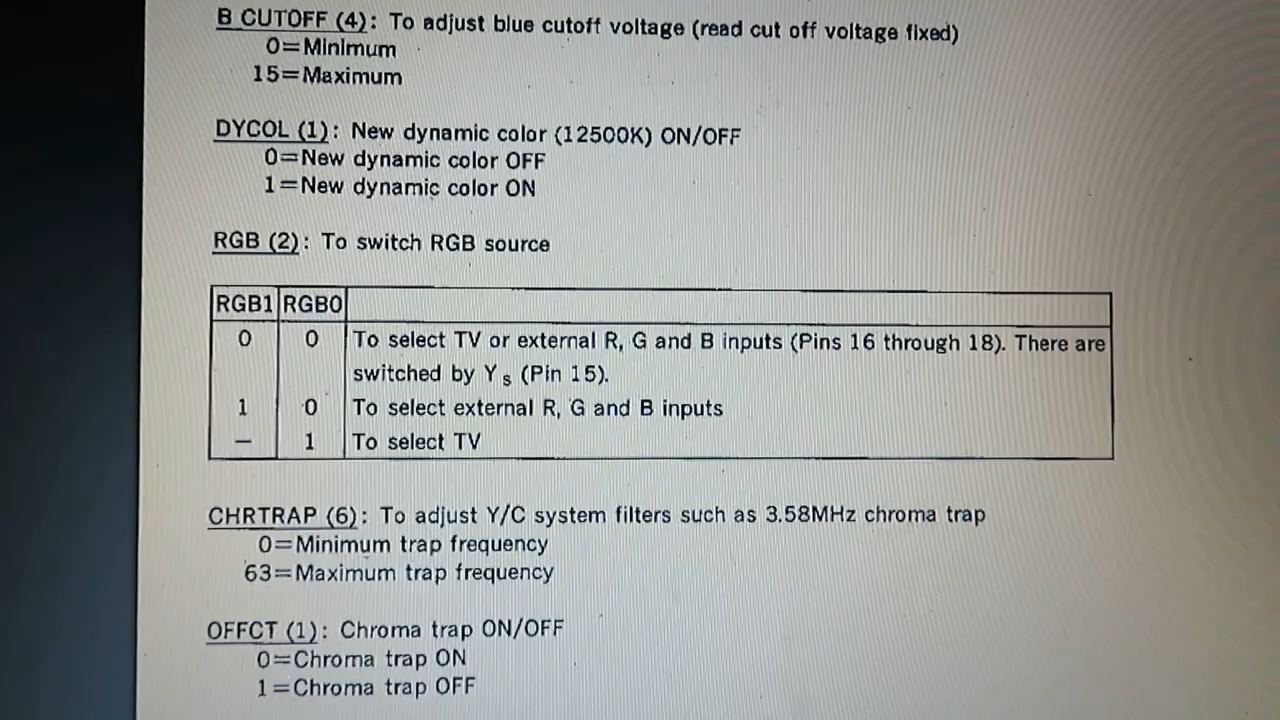 B CUTOFF (4): To adjust blue cutoff voltage (read cut off voltage fixed)
0=Minimum
15=Maximum
DYCOL (1): New dynamic color (12500K) ON/OFF
0=New dynamic color OFF
1=New dynamic color ON
RGB (2): To switch RGB source
RGB1 RGB0
0 0 To select TV or external R, G and B inputs (Pins 16 through 18). There are
switched by Ys (Pin 15).
1 0 To select external R, G and B inputs
— 1 To select TV
CHRTRAP (6): To adjust Y/C system filters such as 3.58MHz chroma trap
0=Minimum trap frequency
63=Maximum trap frequency
OFFCT (1): Chroma trap ON/OFF
0=Chroma trap ON
1=Chroma trap OFF